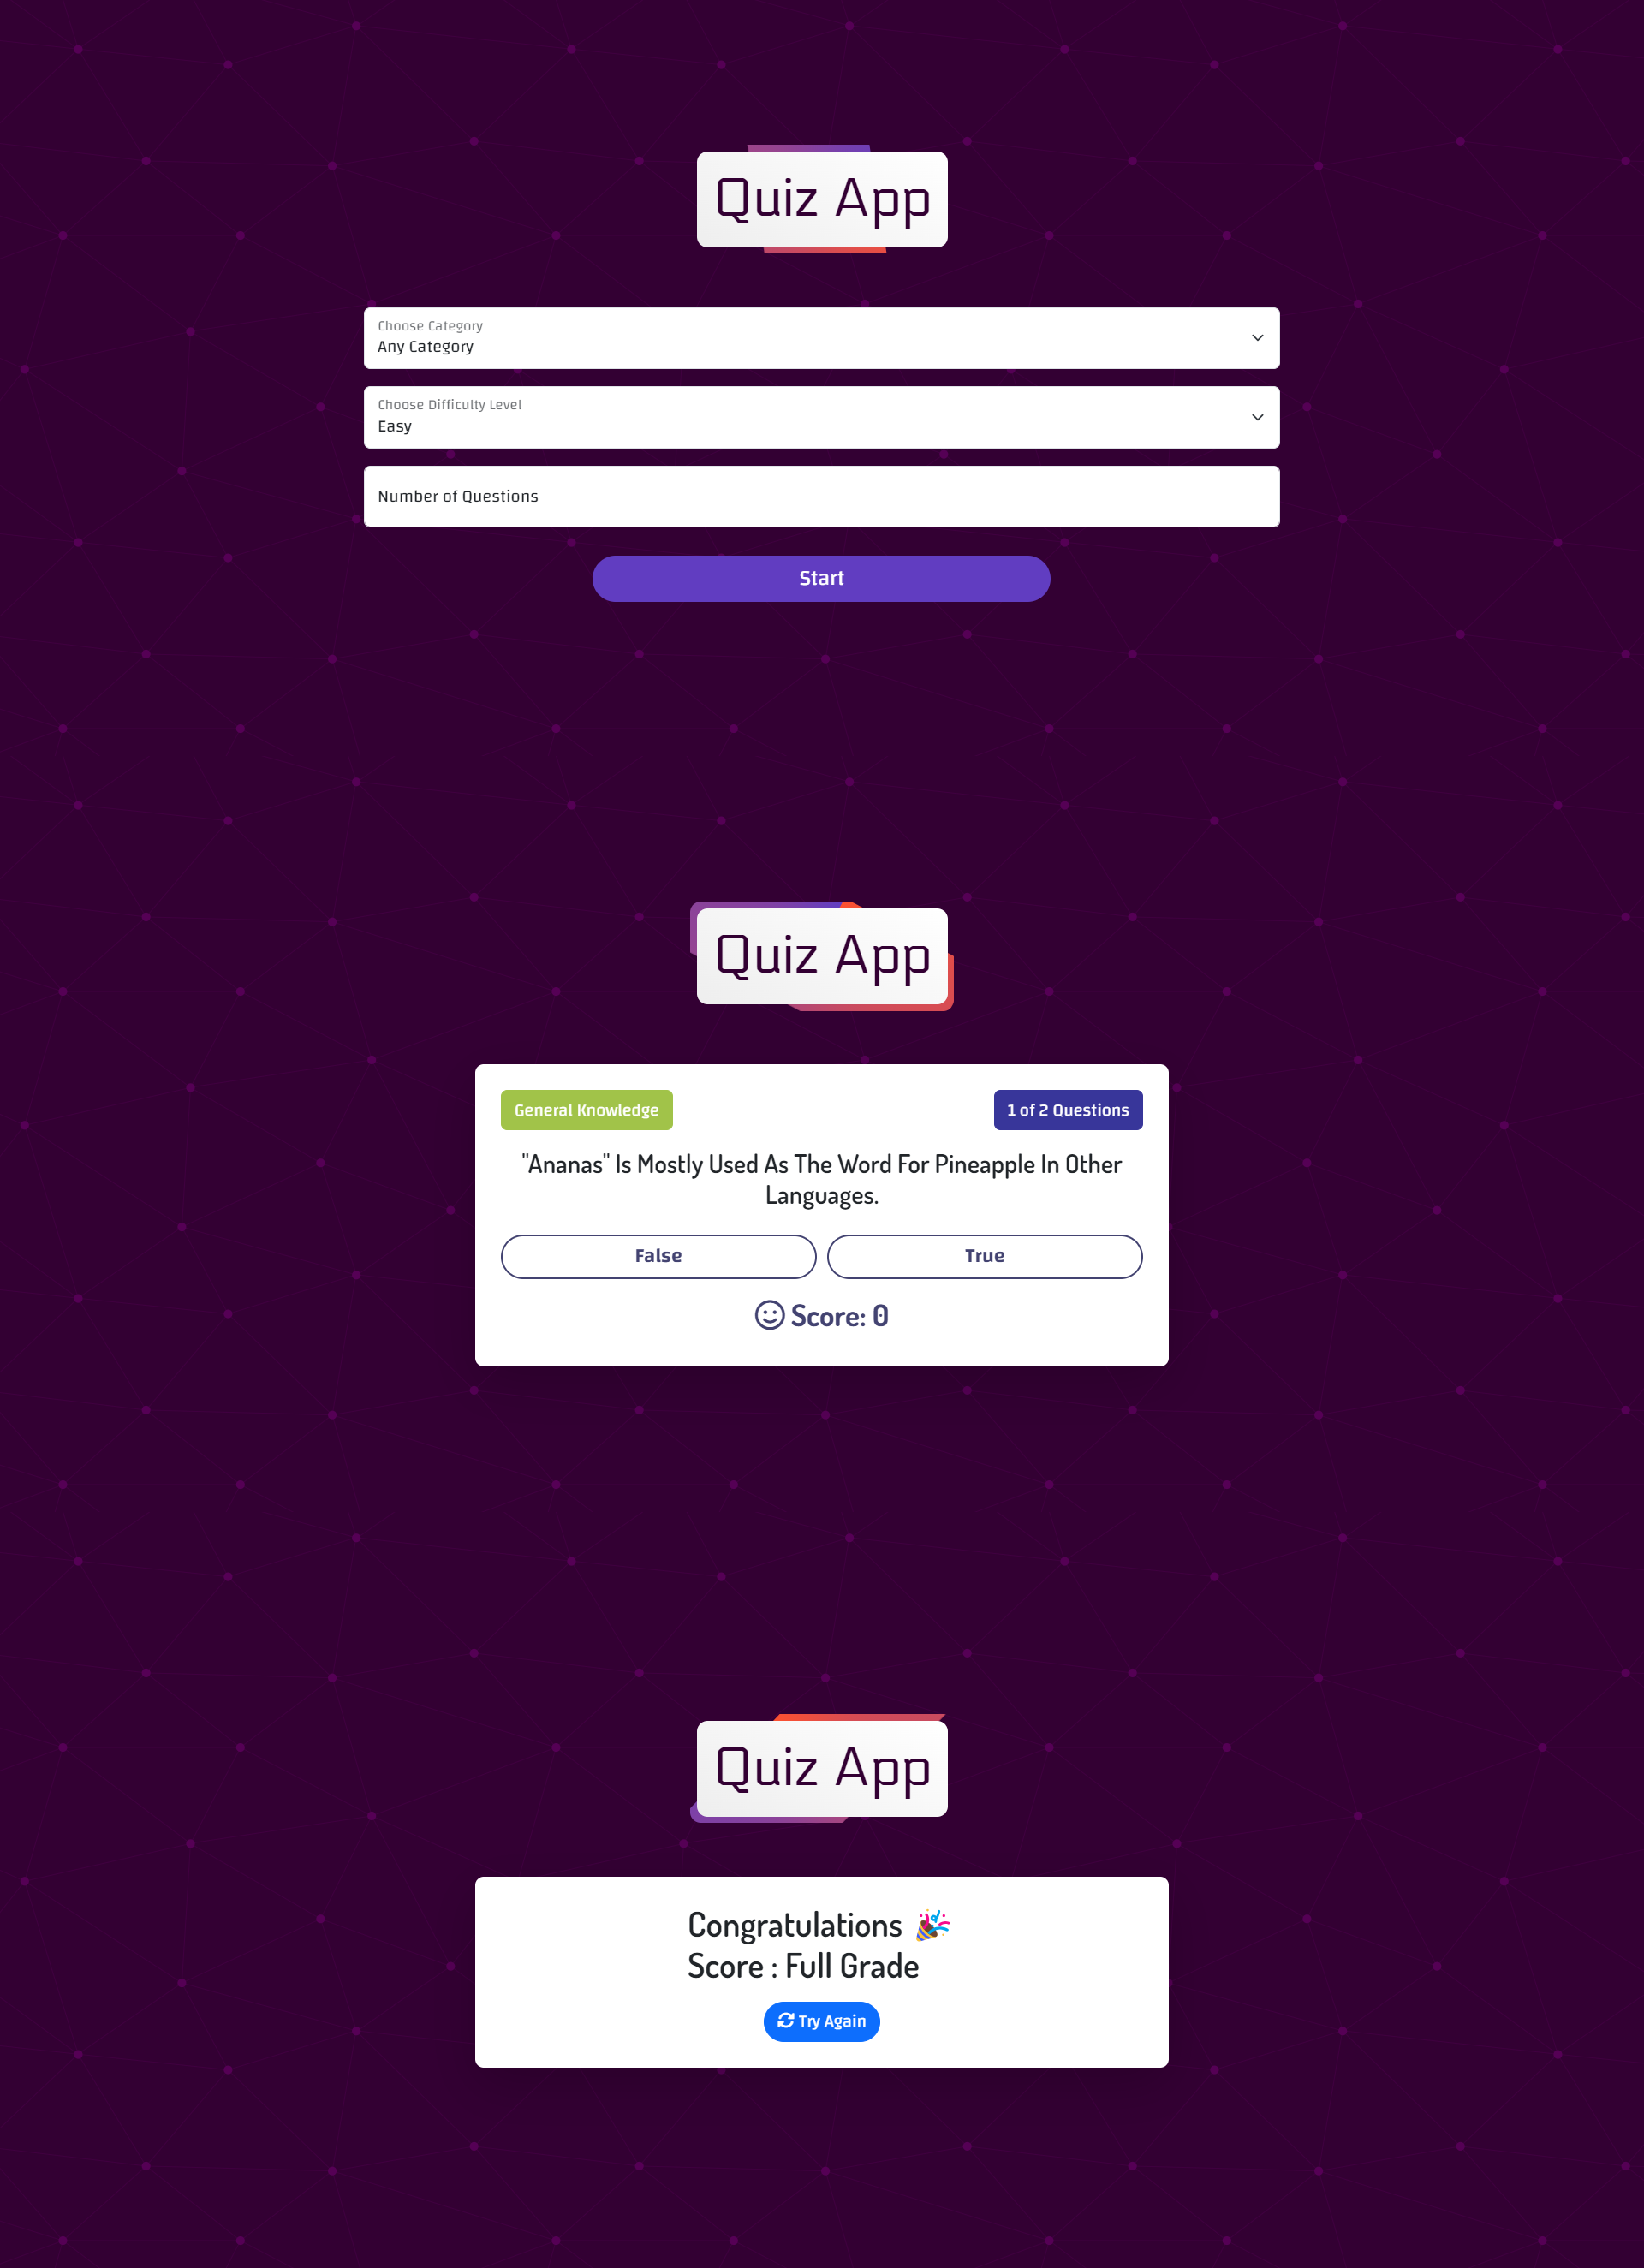 Quiz App
Choose Category
Any Category
Choose Difficulty Level
Easy
Number of Questions
Start
Quiz App
General Knowledge
1 of 2 Questions
"Ananas" Is Mostly Used As The Word For Pineapple In Other
Languages.
False
True
Score: 0
Quiz App
Congratulations 🎉
Score : Full Grade
Try Again